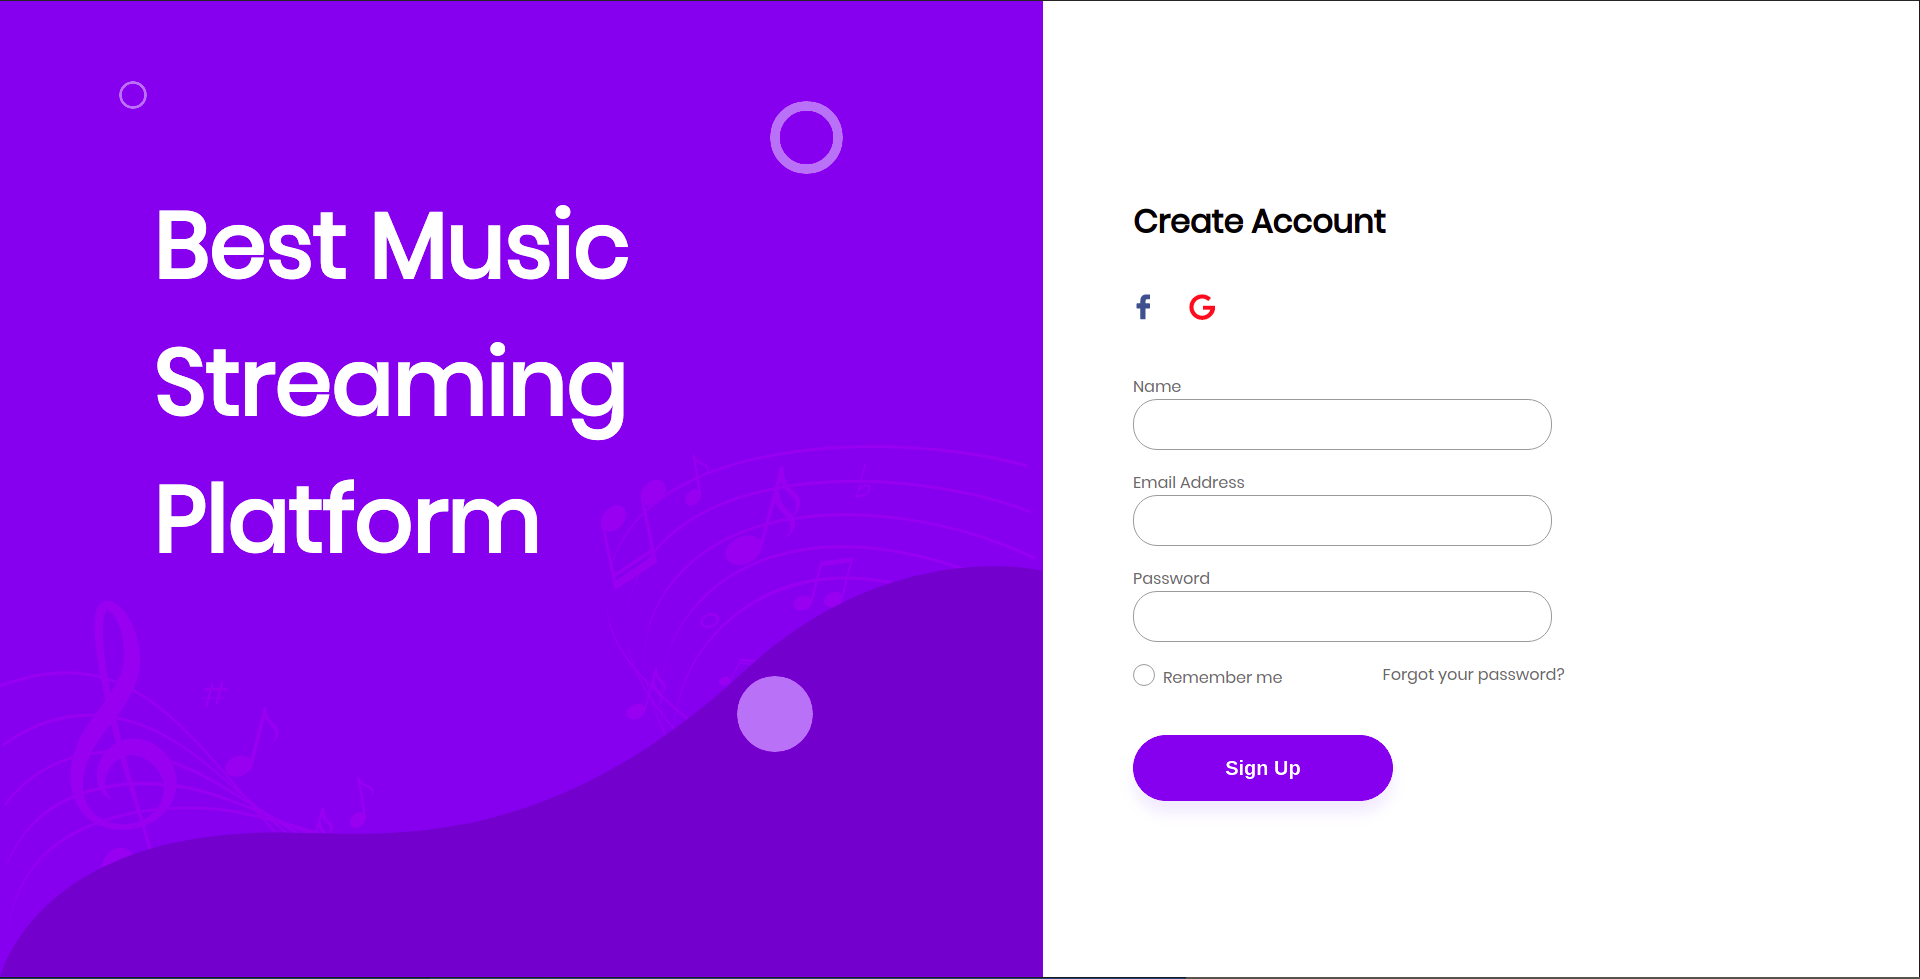 Best Music
Streaming
Platform
Create Account
Name
Email Address
Password
Remember me
Forgot your password?
Sign Up